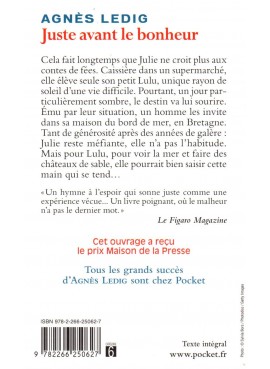 AGNÈS LEDIG
Juste avant le bonheur
Cela fait longtemps que Julie ne croit plus aux
contes de fées. Caissière dans un supermarché,
elle élève seule son petit Lulu, unique rayon de
soleil d'une vie difficile. Pourtant, un jour par-
ticulièrement sombre, le destin va lui sourire.
Ému par leur situation, un homme les invite
dans sa maison du bord de mer, en Bretagne.
Tant de générosité après des années de galère :
Julie reste méfiante, elle n'a pas l'habitude.
Mais pour Lulu, pour voir la mer et faire des
châteaux de sable, elle pourrait bien saisir cette
main qui se tend...
« Un hymne à l'espoir qui sonne juste comme une
expérience vécue... Un livre poignant, où le malheur
n'a pas le dernier mot. »
Le Figaro Magazine
Cet ouvrage a reçu
le prix Maison de la Presse
Tous les grands succès
d'AGNÈS LEDIG sont chez Pocket
ISBN 978-2-266-25062-7
9 782266 250627
6
Texte intégral
www.pocket.fr